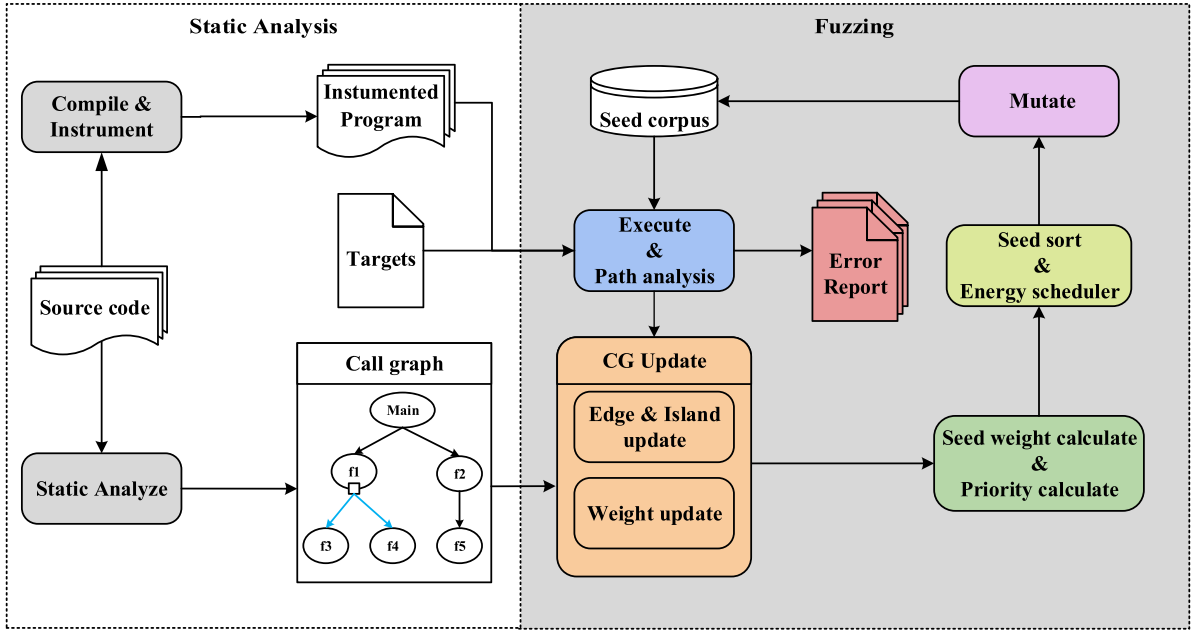 Static Analysis
Fuzzing
Compile &
Instrument
Instumented
Program
Seed corpus
Mutate
Targets
Execute
&
Path analysis
Error
Report
Seed sort
&
Energy scheduler
Source code
Call graph
Main
f1
f2
f3
f4
f5
CG Update
Edge & Island
update
Weight update
Static Analyze
Seed weight calculate
&
Priority calculate